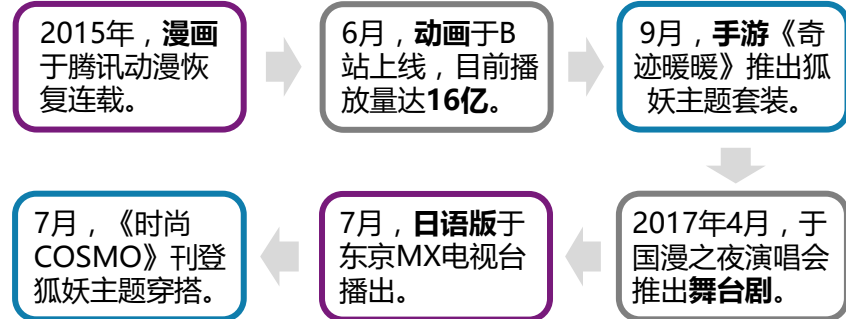 2015年，漫画
于腾讯动漫恢
复连载。
6月，动画于B
站上线，目前播
放量达16亿。
9月，手游《奇
迹暖暖》推出狐
妖主题套装。
2017年4月，于
国漫之夜演唱会
推出舞台剧。
7月，日语版于
东京MX电视台
播出。
7月，《时尚
COSMO》刊登
狐妖主题穿搭。